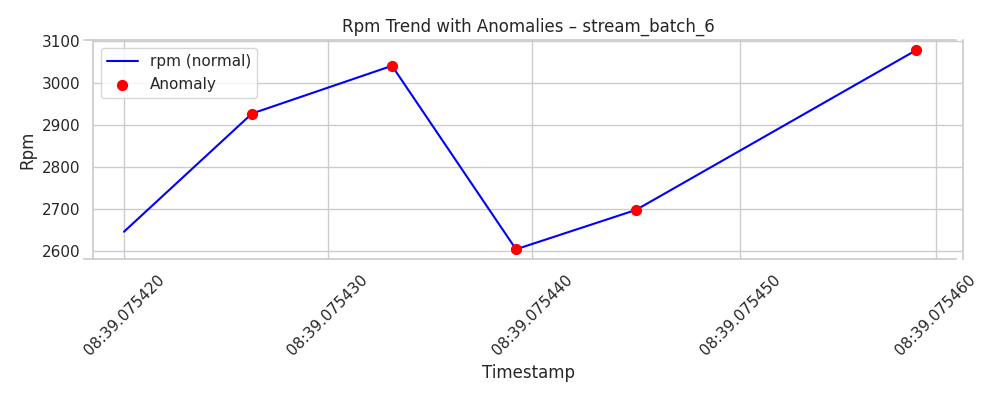 Rpm Trend with Anomalies – stream_batch_6
rpm (normal)
Anomaly
Rpm
3100
3000
2900
2800
2700
2600
08:39.075420
08:39.075430
08:39.075440
08:39.075450
08:39.075460
Timestamp